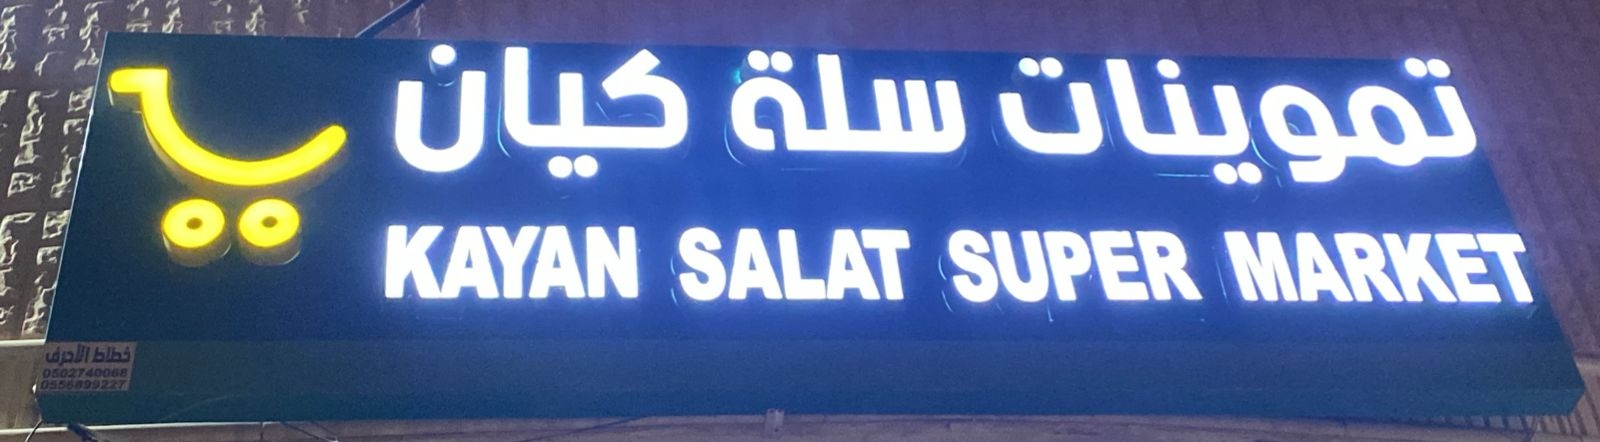 تموينات سلة كيان
KAYAN SALAT SUPER MARKET
خطاط الأحرف
0502740068
0556899227